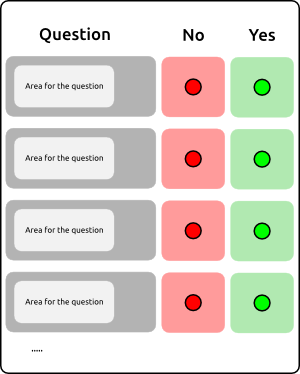 Question No Yes
Area for the question
Area for the question
Area for the question
Area for the question
.....